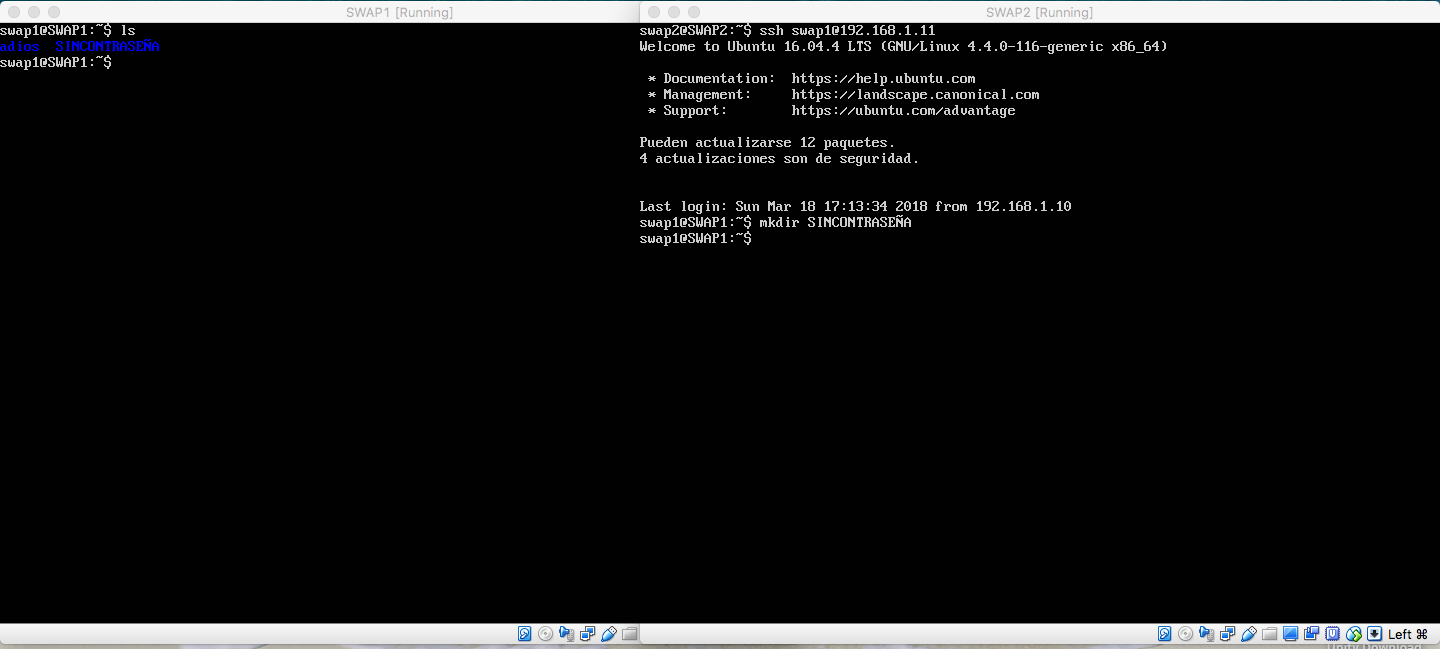 SWAP1 [Running]
swap1@SWAP1:~$ ls
adios  SINCONTRASEÑA
swap1@SWAP1:~$
SWAP2 [Running]
swap2@SWAP2:~$ ssh swap1@192.168.1.11
Welcome to Ubuntu 16.04.4 LTS (GNU/Linux 4.4.0-116-generic x86_64)
* Documentation:  https://help.ubuntu.com
* Management:     https://landscape.canonical.com
* Support:        https://ubuntu.com/advantage
Pueden actualizarse 12 paquetes.
4 actualizaciones son de seguridad.
Last login: Sun Mar 18 17:13:34 2018 from 192.168.1.10
swap1@SWAP1:~$ mkdir SINCONTRASEÑA
swap1@SWAP1:~$
Left ⌘
Unity Download